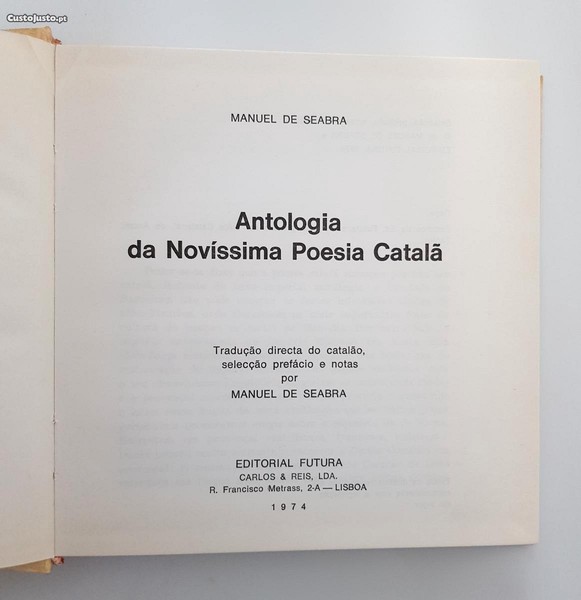 CustoJusto.pt
MANUEL DE SEABRA
Antologia
da Novíssima Poesia Catalã
Tradução directa do catalão,
selecção prefácio e notas
por
MANUEL DE SEABRA
EDITORIAL FUTURA
CARLOS & REIS, LDA.
R. Francisco Metrass, 2-A — LISBOA
1974